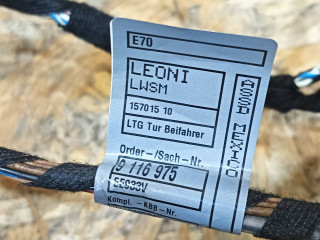 E70
LEONI
LWSM
157015 10
LTG Tur Beifahrer
ASSD MEXICO
Order-/Sach-Nr.
9 116 975
Kompl.-KBB-Nr.